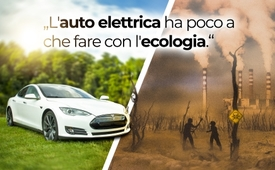 „L'auto elettrica ha poco a
che fare con l'ecologia.“